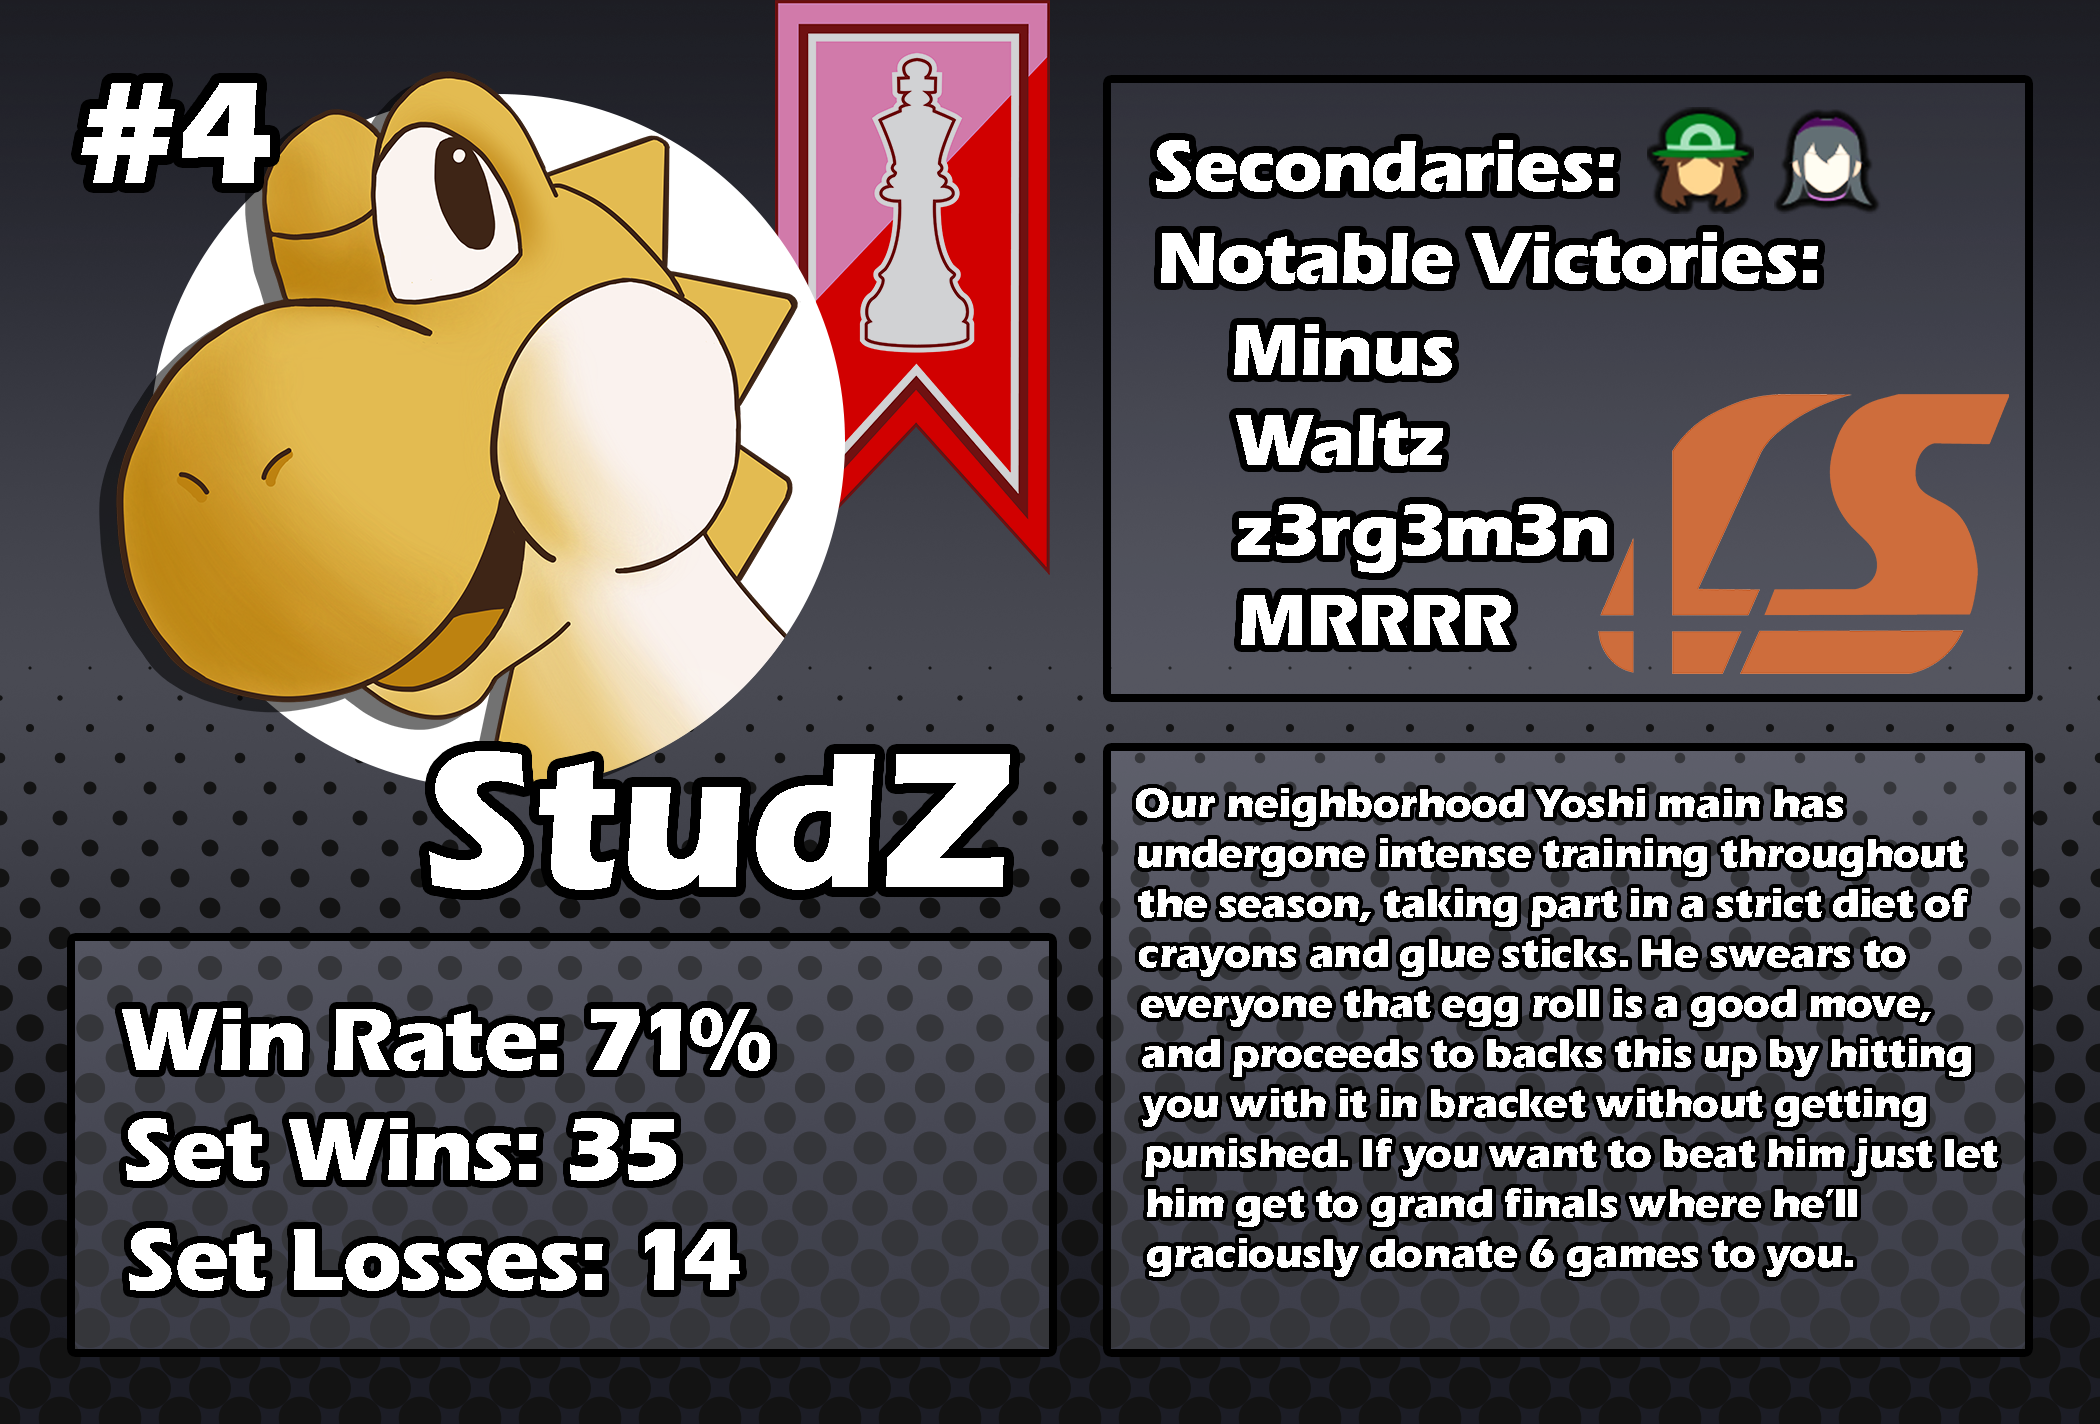 #4
StudZ
Win Rate: 71%
Set Wins: 35
Set Losses: 14
Secondaries:
Notable Victories:
Minus
Waltz
z3rg3m3n
MRRRR
LS
Our neighborhood Yoshi main has
undergone intense training throughout
the season, taking part in a strict diet of
crayons and glue sticks. He swears to
everyone that egg roll is a good move,
and proceeds to backs this up by hitting
you with it in bracket without getting
punished. If you want to beat him just let
him get to grand finals where he'll
graciously donate 6 games to you.